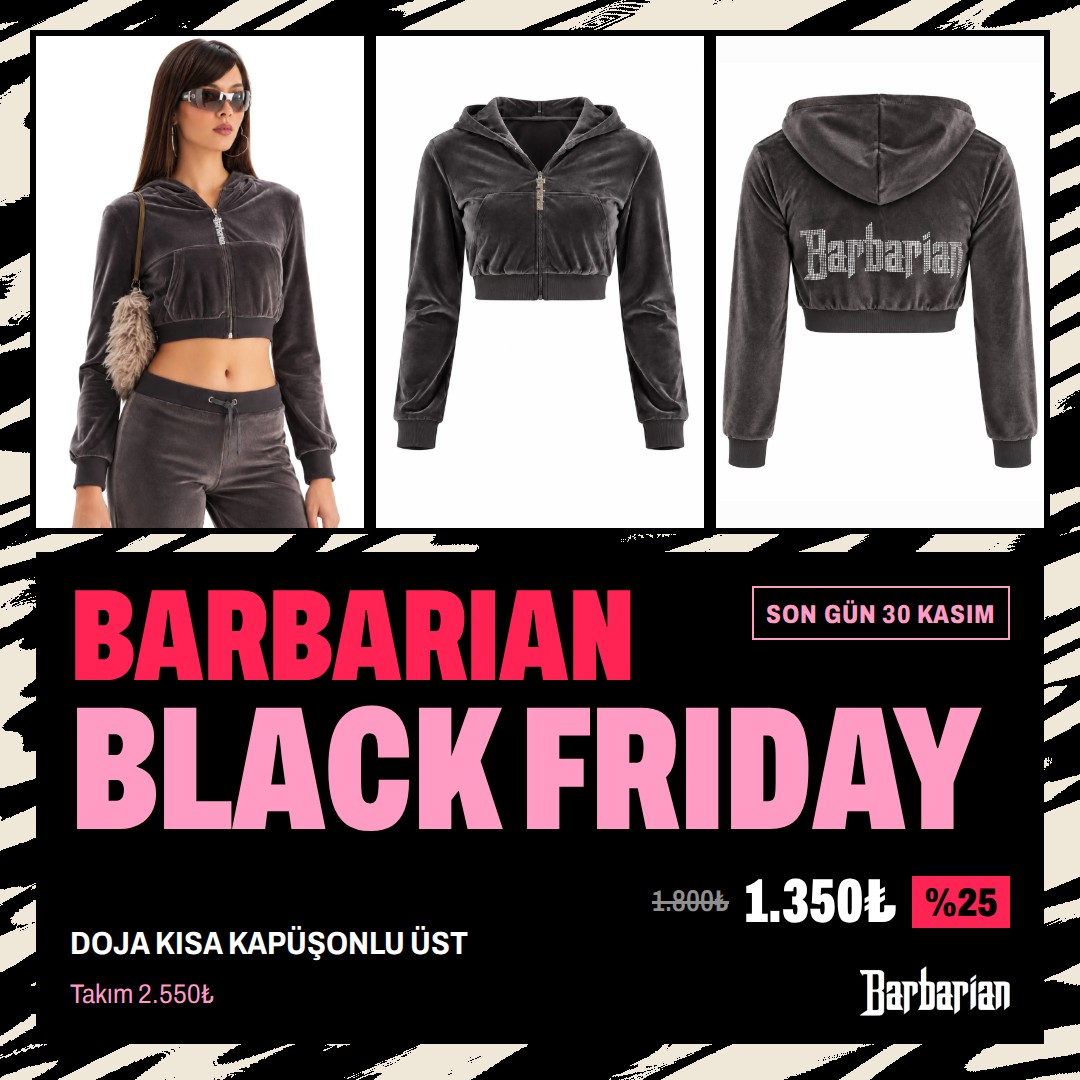 Barbarian
BARBARIAN
SON GÜN 30 KASIM
BLACK FRIDAY
1.800₺ 1.350₺ %25
DOJA KISA KAPÜŞONLU ÜST
Takım 2.550₺
Barbarian